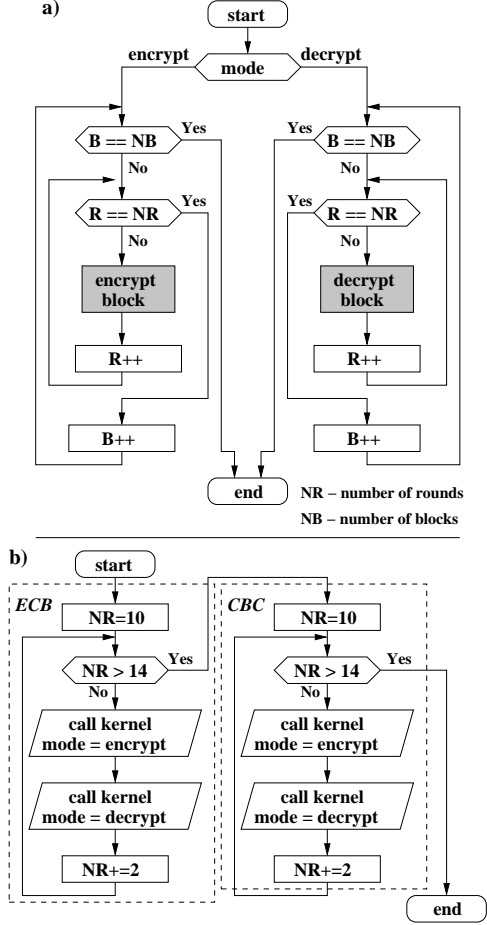 a)
start
encrypt
decrypt
mode
B == NB
Yes
No
R == NR
Yes
No
encrypt
block
R++
B++
Yes
B == NB
No
Yes
R == NR
No
decrypt
block
R++
B++
end
NR – number of rounds
NB – number of blocks
b)
start
ECB
NR=10
NR > 14
Yes
No
call kernel
mode = encrypt
call kernel
mode = decrypt
NR+=2
CBC
NR=10
NR > 14
Yes
No
call kernel
mode = encrypt
call kernel
mode = decrypt
NR+=2
end